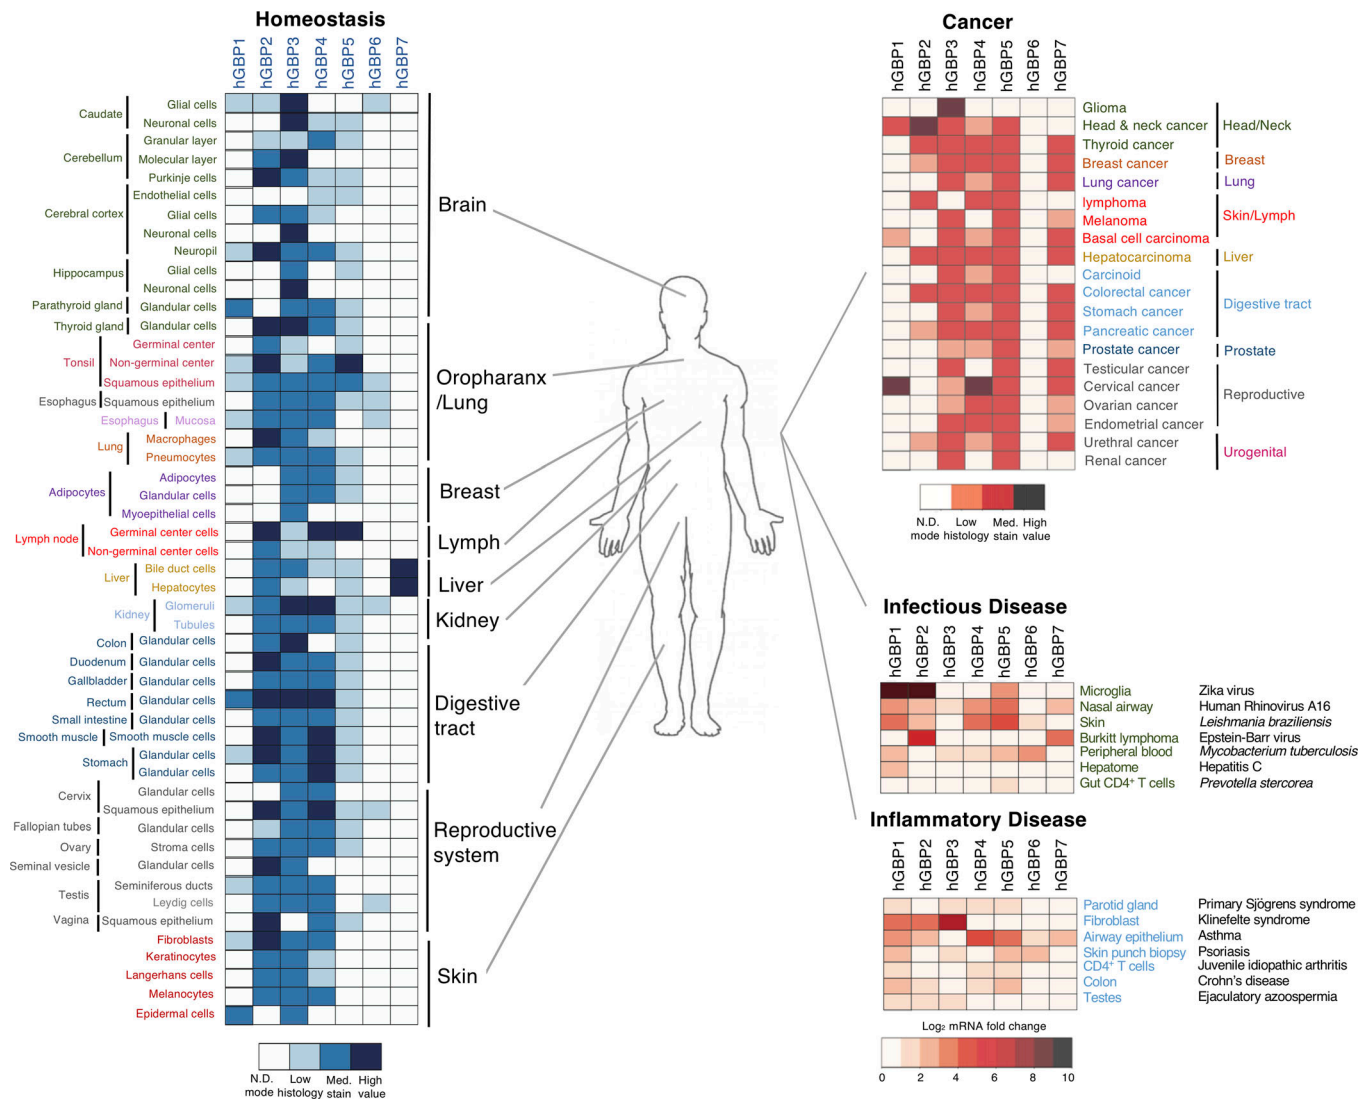 Homeostasis
hGBP1 hGBP2 hGBP3 hGBP4 hGBP5 hGBP6 hGBP7
Caudate
Glial cells
Neuronal cells
Cerebellum
Granular layer
Molecular layer
Purkinje cells
Cerebral cortex
Endothelial cells
Glial cells
Neuronal cells
Neuropil
Hippocampus
Glial cells
Neuronal cells
Parathyroid gland Glandular cells
Thyroid gland Glandular cells
Tonsil
Germinal center
Non-germinal center
Squamous epithelium
Esophagus Squamous epithelium
Esophagus Mucosa
Lung
Macrophages
Pneumocytes
Adipocytes
Adipocytes
Glandular cells
Myoepithelial cells
Lymph node
Germinal center cells
Non-germinal center cells
Liver
Bile duct cells
Hepatocytes
Kidney
Glomeruli
Tubules
Colon Glandular cells
Duodenum Glandular cells
Gallbladder Glandular cells
Rectum Glandular cells
Small intestine Glandular cells
Smooth muscle Smooth muscle cells
Stomach
Glandular cells
Glandular cells
Cervix
Glandular cells
Squamous epithelium
Fallopian tubes Glandular cells
Ovary Stroma cells
Seminal vesicle Glandular cells
Testis
Seminiferous ducts
Leydig cells
Vagina Squamous epithelium
Fibroblasts
Keratinocytes
Langerhans cells
Melanocytes
Epidermal cells
N.D. Low Med. High
mode histology stain value
Brain
Oropharanx
/Lung
Breast
Lymph
Liver
Kidney
Digestive
tract
Reproductive
system
Skin
Cancer
hGBP1 hGBP2 hGBP3 hGBP4 hGBP5 hGBP6 hGBP7
Glioma
Head & neck cancer
Thyroid cancer
Breast cancer
Lung cancer
lymphoma
Melanoma
Basal cell carcinoma
Hepatocarcinoma
Carcinoid
Colorectal cancer
Stomach cancer
Pancreatic cancer
Prostate cancer
Testicular cancer
Cervical cancer
Ovarian cancer
Endometrial cancer
Urethral cancer
Renal cancer
Head/Neck
Breast
Lung
Skin/Lymph
Liver
Digestive tract
Prostate
Reproductive
Urogenital
N.D. Low Med. High
mode histology stain value
Infectious Disease
hGBP1 hGBP2 hGBP3 hGBP4 hGBP5 hGBP6 hGBP7
Microglia Zika virus
Nasal airway Human Rhinovirus A16
Skin Leishmania braziliensis
Burkitt lymphoma Epstein-Barr virus
Peripheral blood Mycobacterium tuberculosis
Hepatome Hepatitis C
Gut CD4⁺ T cells Prevotella stercorea
Inflammatory Disease
hGBP1 hGBP2 hGBP3 hGBP4 hGBP5 hGBP6 hGBP7
Parotid gland Primary Sjögrens syndrome
Fibroblast Klinefelte syndrome
Airway epithelium Asthma
Skin punch biopsy Psoriasis
CD4⁺ T cells Juvenile idiopathic arthritis
Colon Crohn's disease
Testes Ejaculatory azoospermia
Log₂ mRNA fold change
0 2 4 6 8 10